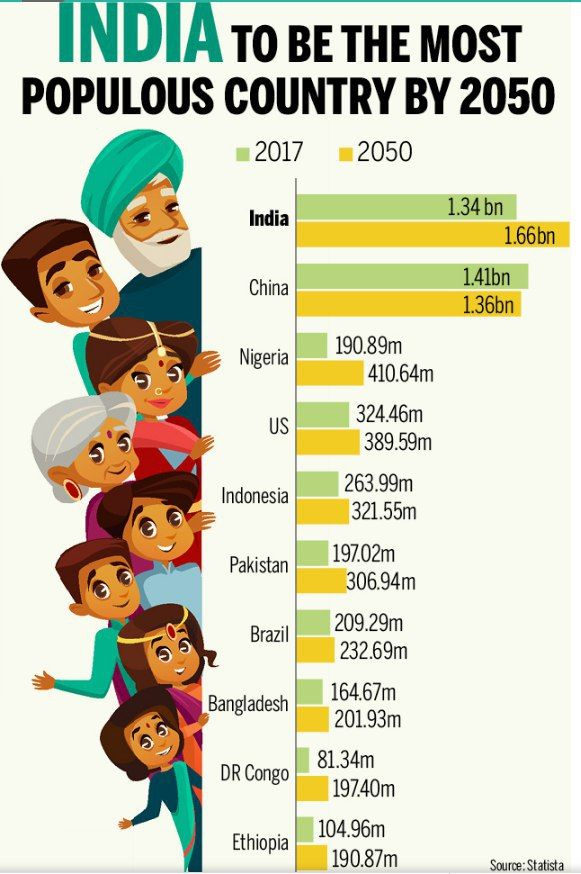 INDIA TO BE THE MOST
POPULOUS COUNTRY BY 2050
2017 2050
India 1.34 bn
1.66bn
China 1.41bn
1.36bn
Nigeria 190.89m
410.64m
US 324.46m
389.59m
Indonesia 263.99m
321.55m
Pakistan 197.02m
306.94m
Brazil 209.29m
232.69m
Bangladesh 164.67m
201.93m
DR Congo 81.34m
197.40m
Ethiopia 104.96m
190.87m
Source: Statista